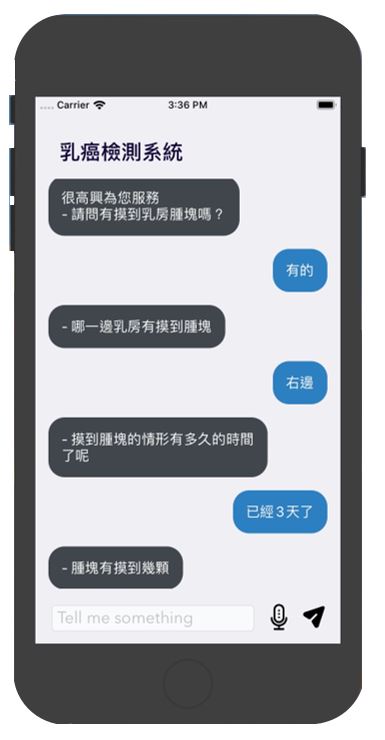 .... Carrier 3:36 PM
乳癌檢測系統
很高興為您服務
- 請問有摸到乳房腫塊嗎？
有的
- 哪一邊乳房有摸到腫塊
右邊
- 摸到腫塊的情形有多久的時間
了呢
已經3天了
- 腫塊有摸到幾顆
Tell me something